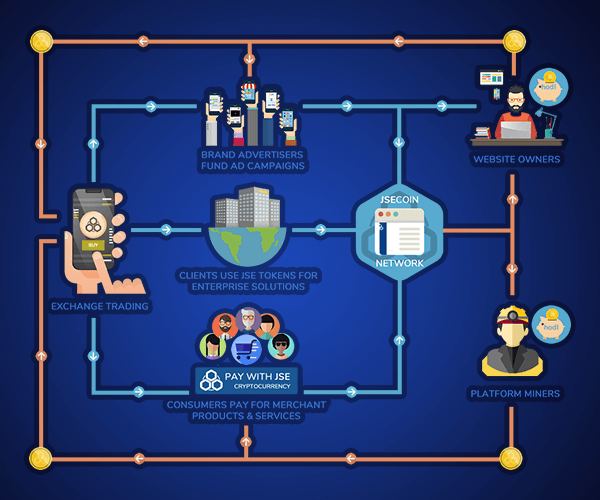 hodl
BRAND ADVERTISERS
FUND AD CAMPAIGNS
WEBSITE OWNERS
JSECOIN
NETWORK
BUY
EXCHANGE TRADING
CLIENTS USE JSE TOKENS FOR
ENTERPRISE SOLUTIONS
hodl
PAY WITH JSE
CRYPTOCURRENCY
CONSUMERS PAY FOR MERCHANT
PRODUCTS & SERVICES
PLATFORM MINERS